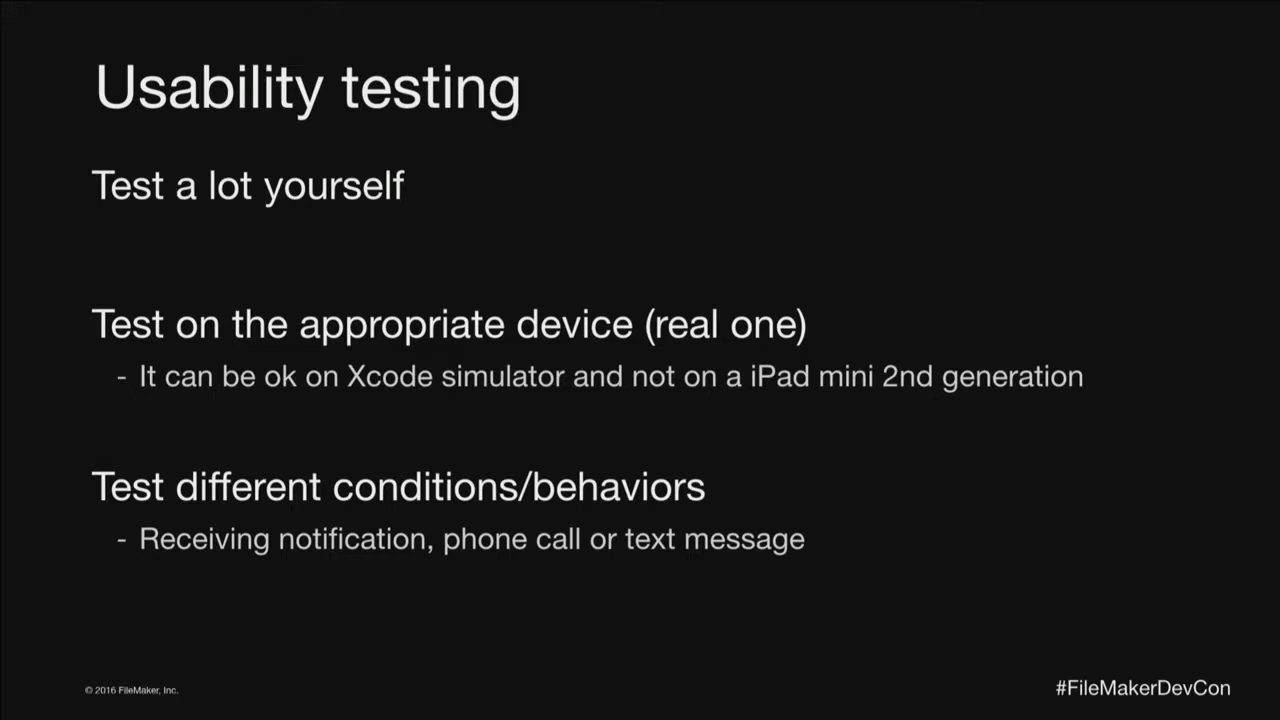 Usability testing
Test a lot yourself
Test on the appropriate device (real one)
- It can be ok on Xcode simulator and not on a iPad mini 2nd generation
Test different conditions/behaviors
- Receiving notification, phone call or text message
© 2016 FileMaker, Inc.
#FileMakerDevCon